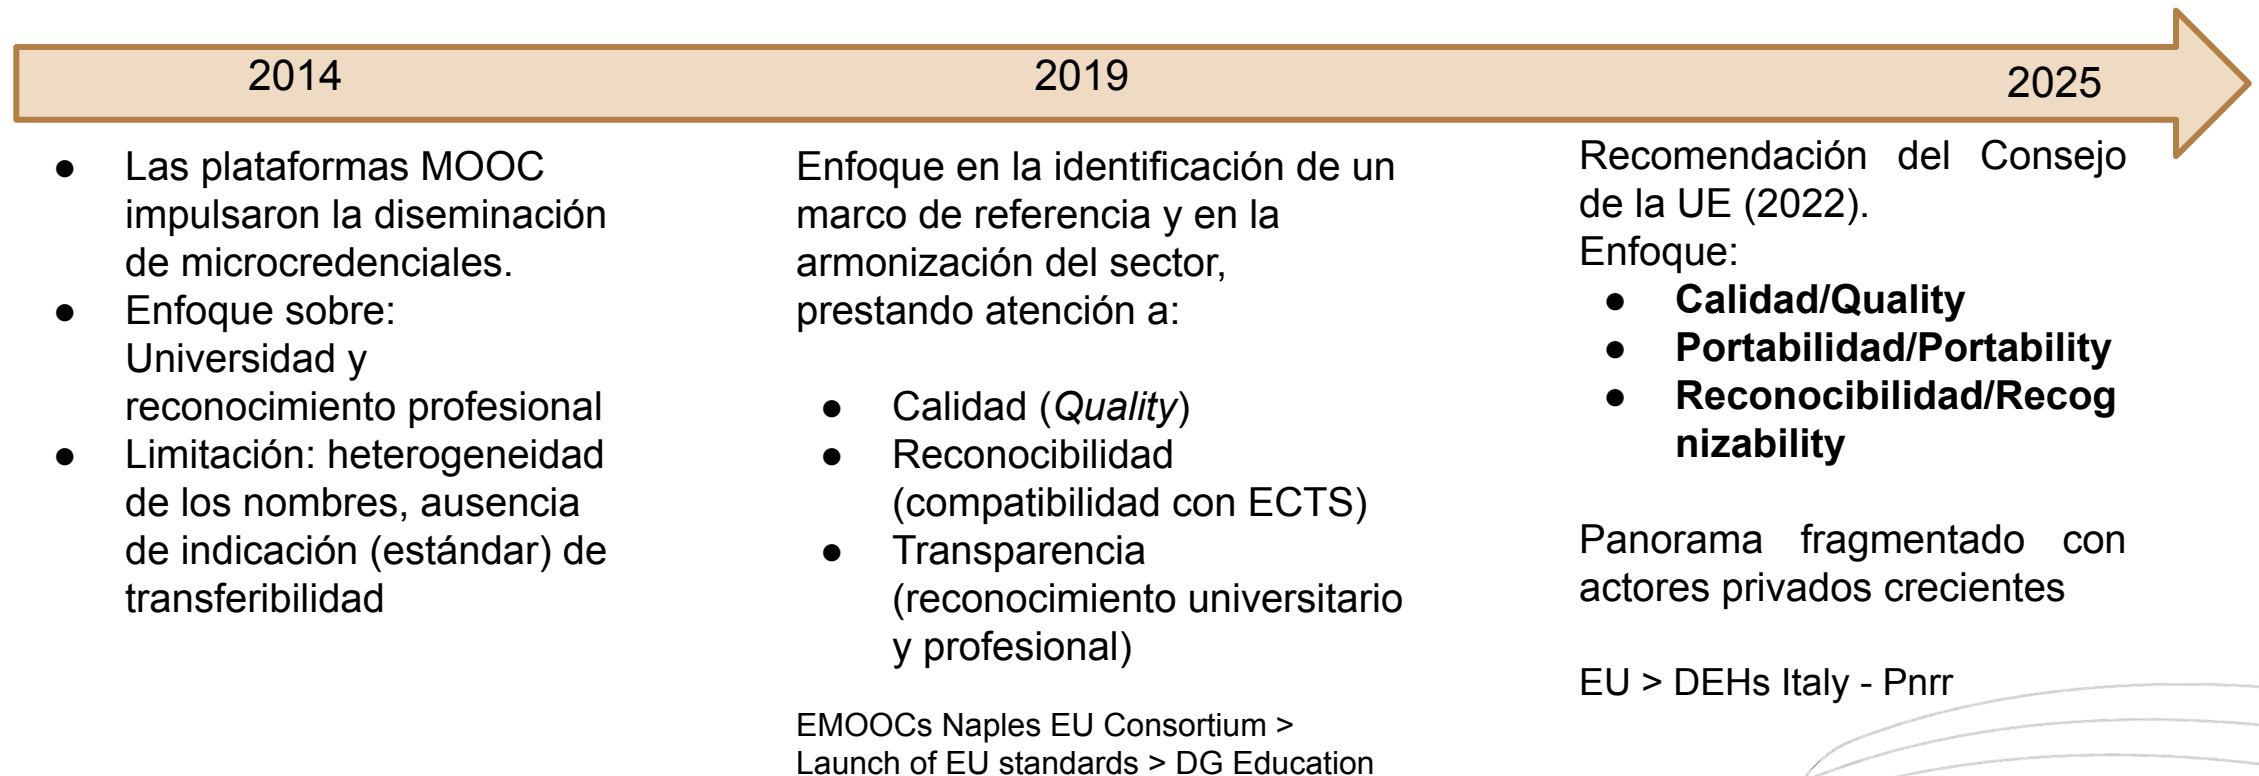 2014
2019
2025
● Las plataformas MOOC
impulsaron la diseminación
de microcredenciales.
● Enfoque sobre:
Universidad y
reconocimiento profesional
● Limitación: heterogeneidad
de los nombres, ausencia
de indicación (estándar) de
transferibilidad
Enfoque en la identificación de un
marco de referencia y en la
armonización del sector,
prestando atención a:
● Calidad (Quality)
● Reconocibilidad
(compatibilidad con ECTS)
● Transparencia
(reconocimiento universitario
y profesional)
EMOOCs Naples EU Consortium >
Launch of EU standards > DG Education
Recomendación del Consejo
de la UE (2022).
Enfoque:
● Calidad/Quality
● Portabilidad/Portability
● Reconocibilidad/Recog
nizability
Panorama fragmentado con
actores privados crecientes
EU > DEHs Italy - Pnrr